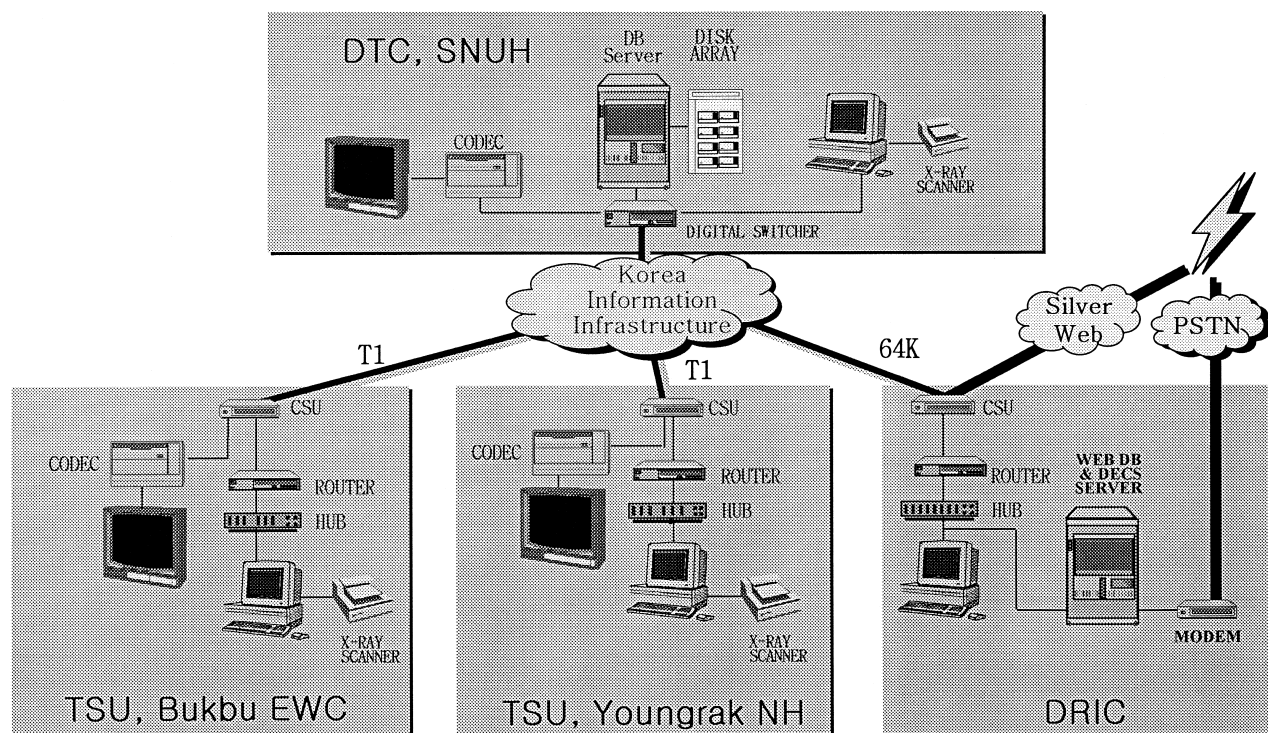 DTC, SNUH
DB
Server
DISK
ARRAY
CODEC
X-RAY
SCANNER
DIGITAL SWITCHER
Korea
Information
Infrastructure
Silver
Web
PSTN
T1
T1
64K
CSU
CODEC
ROUTER
HUB
X-RAY
SCANNER
TSU, Bukbu EWC
CSU
CODEC
ROUTER
HUB
X-RAY
SCANNER
TSU, Youngrak NH
CSU
ROUTER
HUB
WEB DB
& DECS
SERVER
MODEM
DRIC